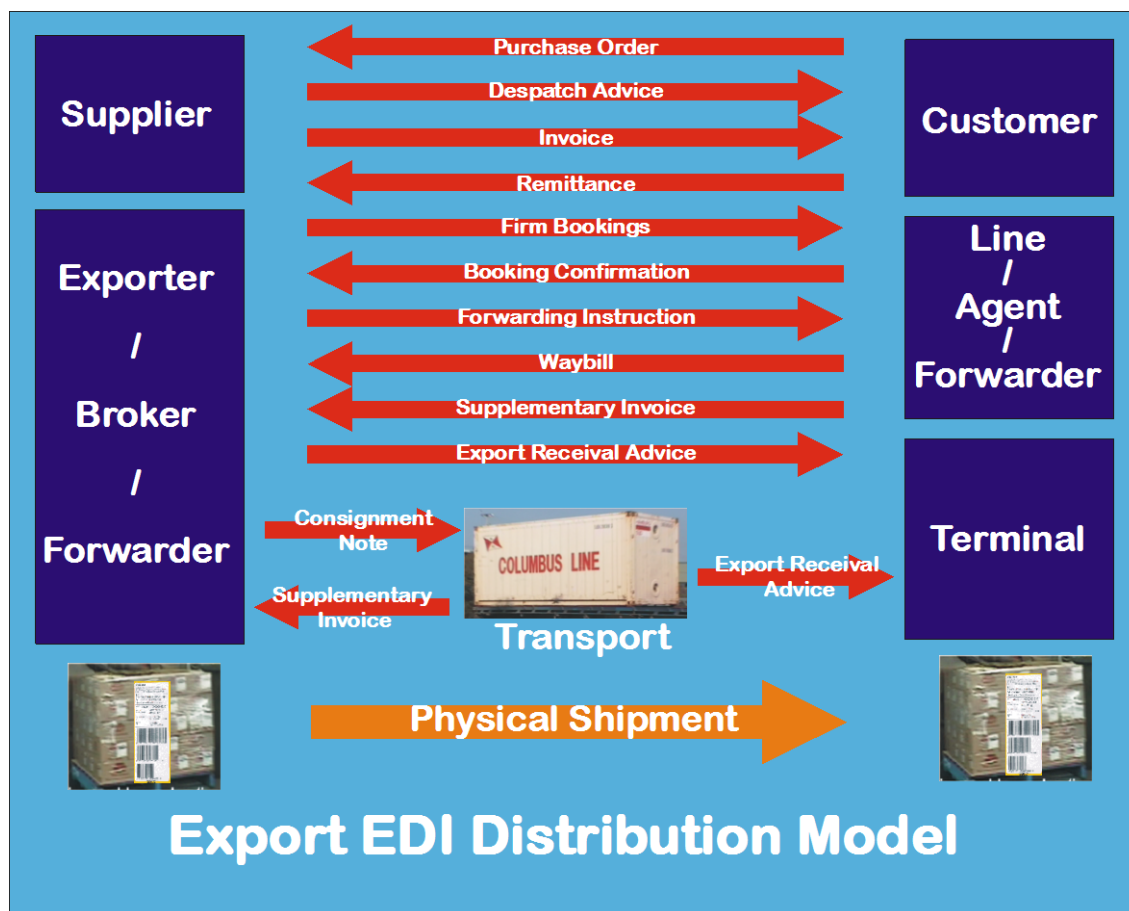 Purchase Order
Supplier
Despatch Advice
Customer
Invoice
Remittance
Firm Bookings
Exporter
/
Broker
/
Forwarder
Line
/
Agent
/
Forwarder
Booking Confirmation
Forwarding Instruction
Waybill
Supplementary Invoice
Export Receival Advice
Consignment
Note
COLUMBUS LINE
Terminal
Export Receival
Advice
Supplementary
Invoice
Transport
Physical Shipment
Export EDI Distribution Model